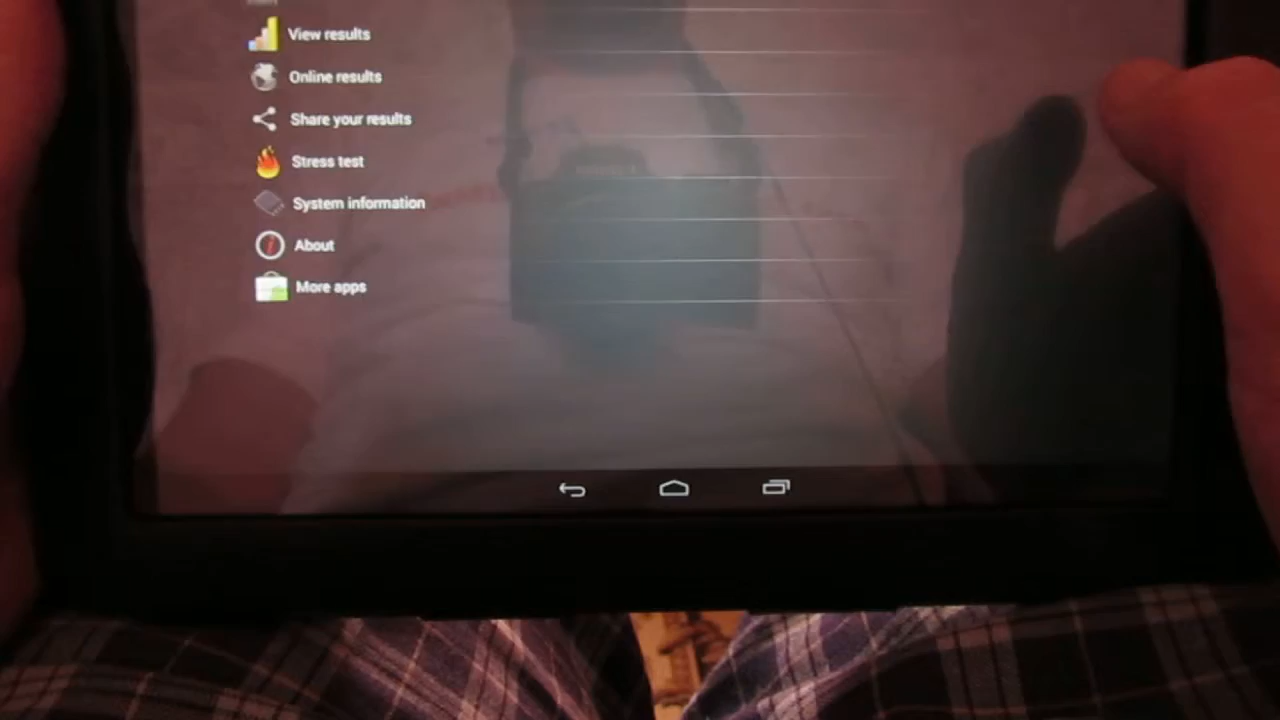 View results
Online results
Share your results
Stress test
System information
About
More apps